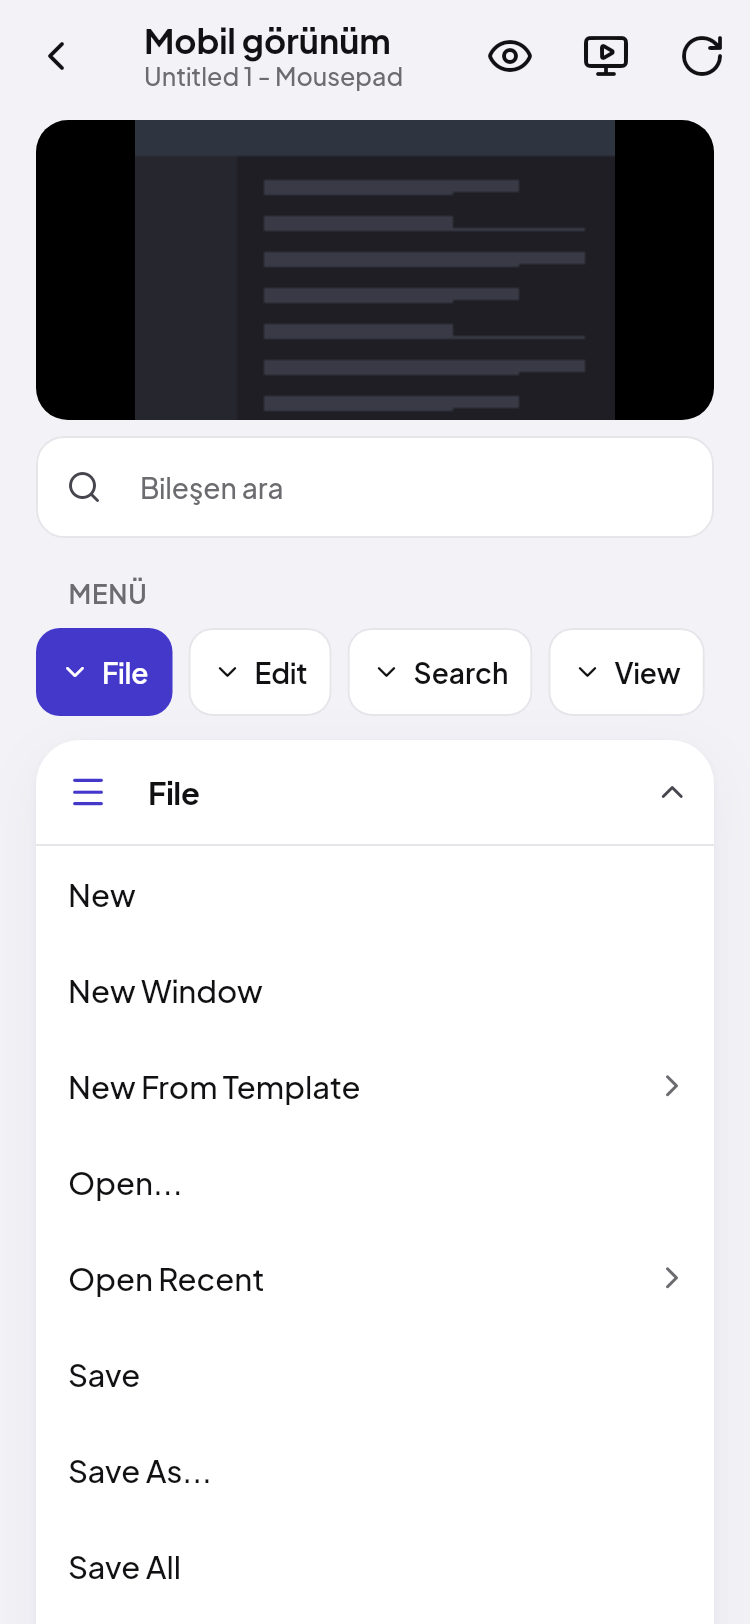 Mobil görünüm
Untitled 1 - Mousepad
Bileşen ara
MENÜ
File
Edit
Search
View
File
New
New Window
New From Template
Open...
Open Recent
Save
Save As...
Save All